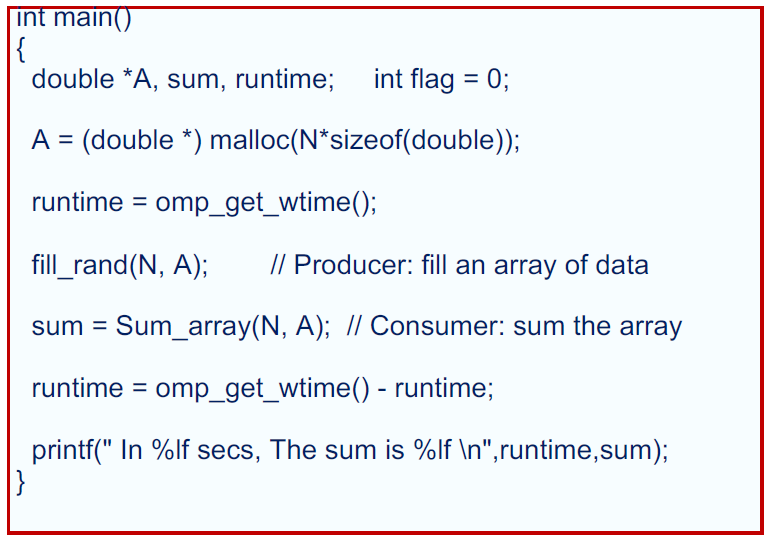 int main()
{
double *A, sum, runtime; int flag = 0;
A = (double *) malloc(N*sizeof(double));
runtime = omp_get_wtime();
fill_rand(N, A); // Producer: fill an array of data
sum = Sum_array(N, A); // Consumer: sum the array
runtime = omp_get_wtime() - runtime;
printf(" In %lf secs, The sum is %lf \n",runtime,sum);
}